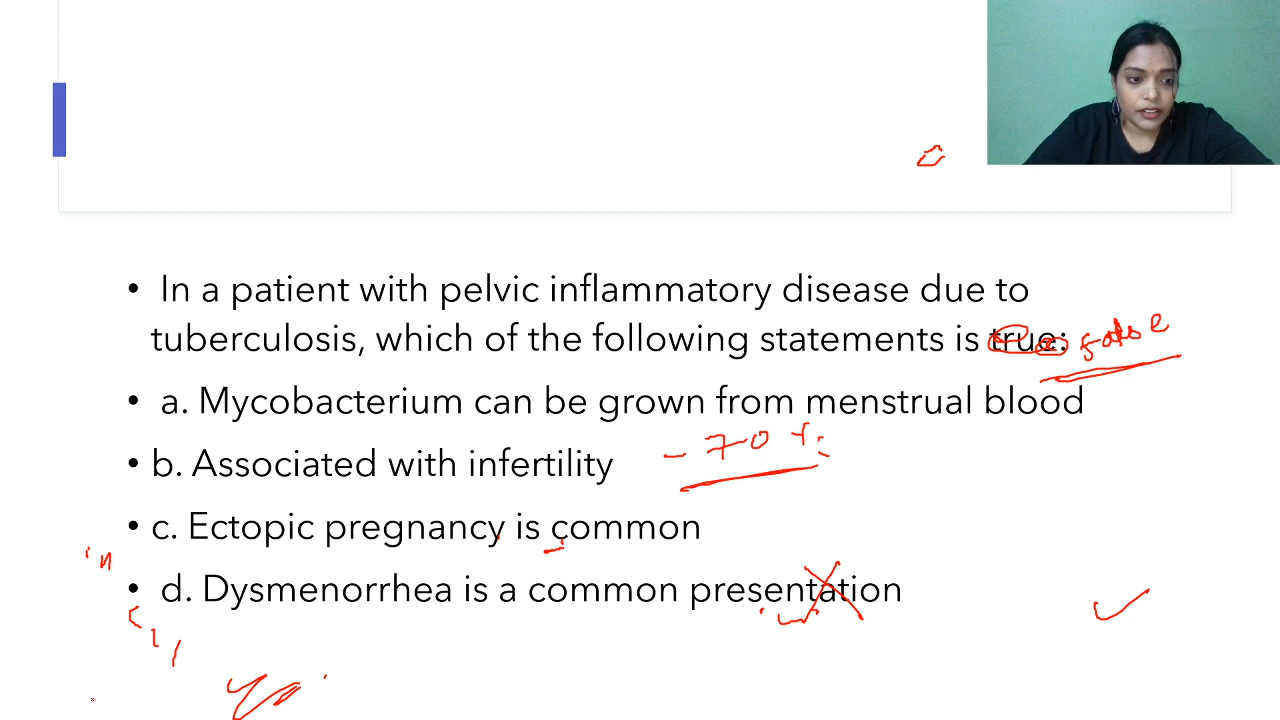 • In a patient with pelvic inflammatory disease due to
tuberculosis, which of the following statements is true: false
• a. Mycobacterium can be grown from menstrual blood
- 70 %
• b. Associated with infertility
• c. Ectopic pregnancy is common
• d. Dysmenorrhea is a common presentation